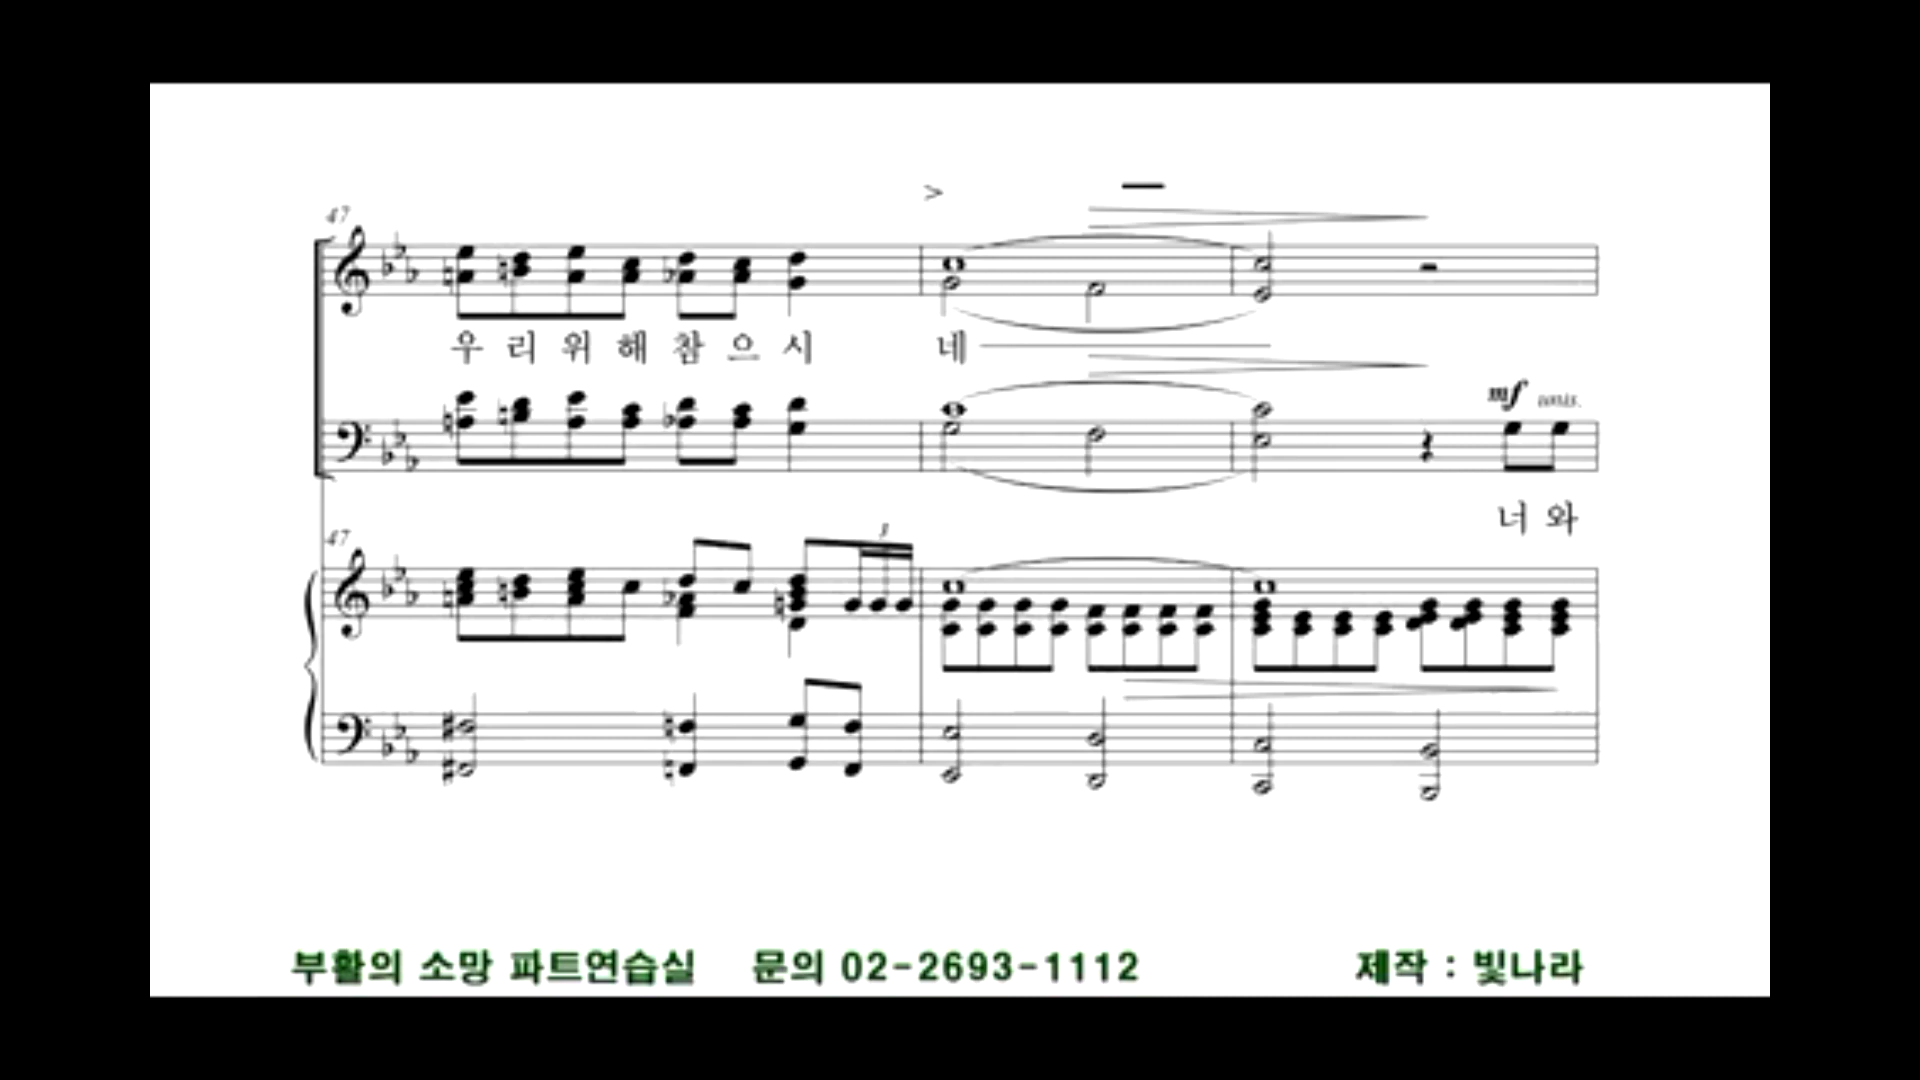 47
우 리 위 해 참 으 시 네
mf unis.
너 와
47
3
부활의 소망 파트연습실 문의 02-2693-1112 제작 : 빛나라